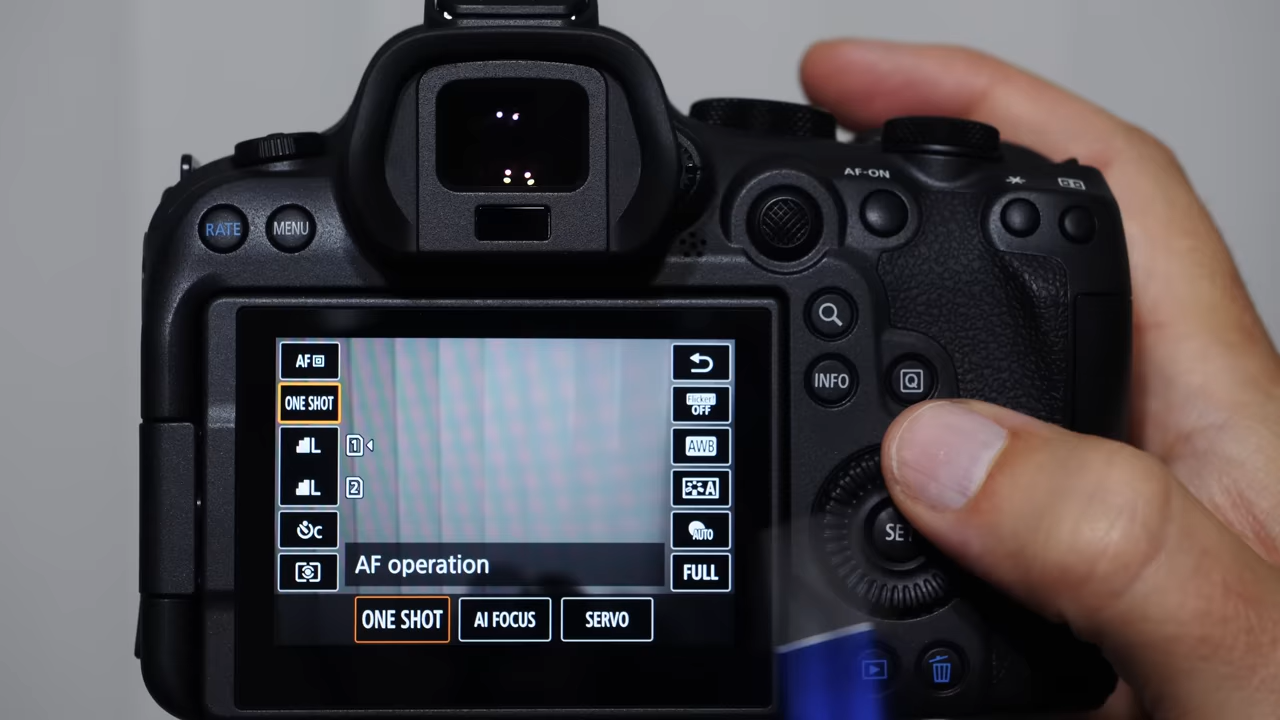 AF-ON
RATE
MENU
INFO
Q
SET
AF
ONE SHOT
L
1
L
2
C
AF operation
Flicker!
OFF
AWB
A
AUTO
FULL
ONE SHOT
AI FOCUS
SERVO